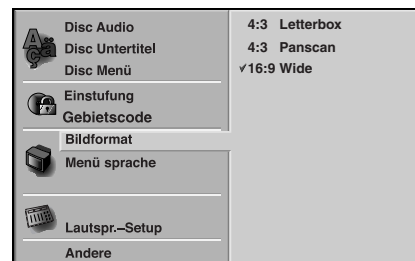 Disc Audio
Disc Untertitel
Disc Menü
Einstufung
Gebietscode
Bildformat
Menü sprache
Lautspr.–Setup
Andere
4:3 Letterbox
4:3 Panscan
✓16:9 Wide